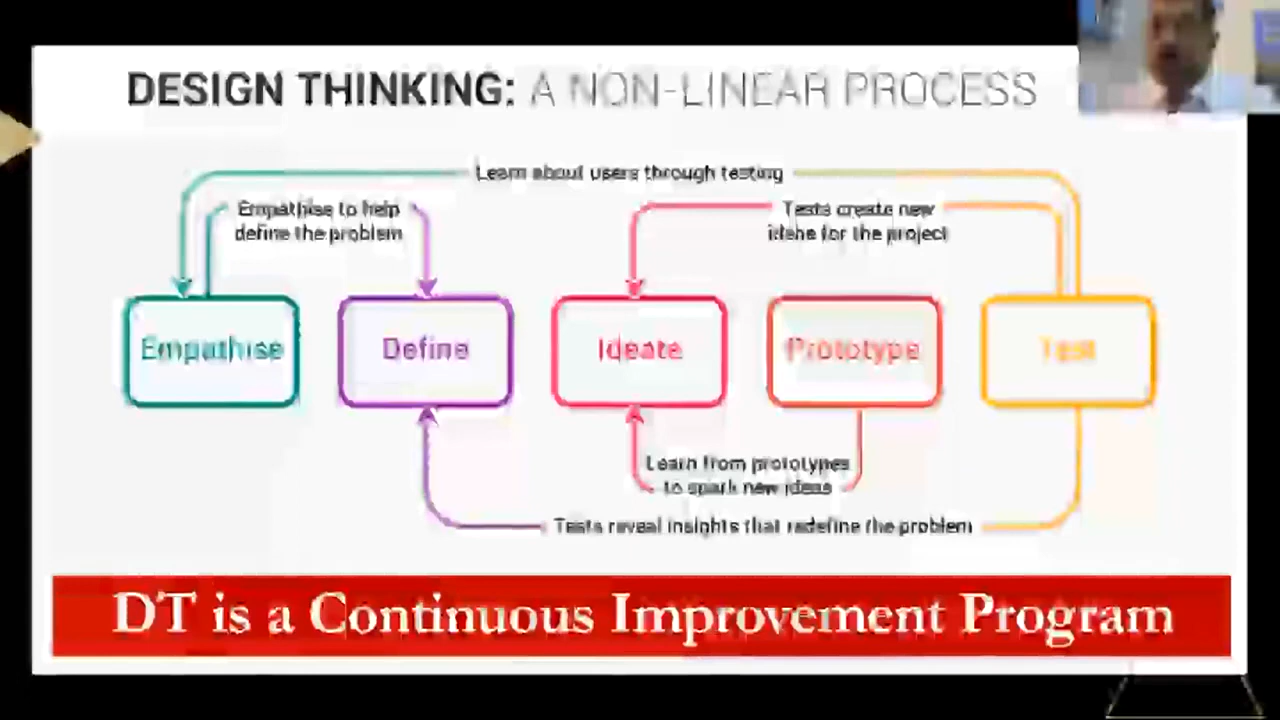 DESIGN THINKING: A NON-LINEAR PROCESS
Learn about users through testing
Empathise to help
define the problem
Tests create new
ideas for the project
Empathise
Define
Ideate
Prototype
Test
Learn from prototypes
to spark new ideas
Tests reveal insights that redefine the problem
DT is a Continuous Improvement Program